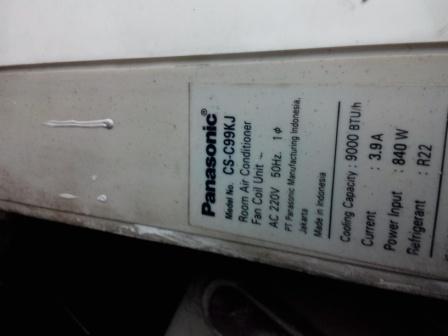 Panasonic
Model No. CS-C99KJ
Room Air Conditioner
Fan Coil Unit
AC 220V 50Hz. 1ϕ
PT Panasonic Manufacturing Indonesia,
Jakarta
Made in Indonesia
Cooling Capacity : 9000 BTU/h
Current : 3.9 A
Power Input : 840 W
Refrigerant : R22